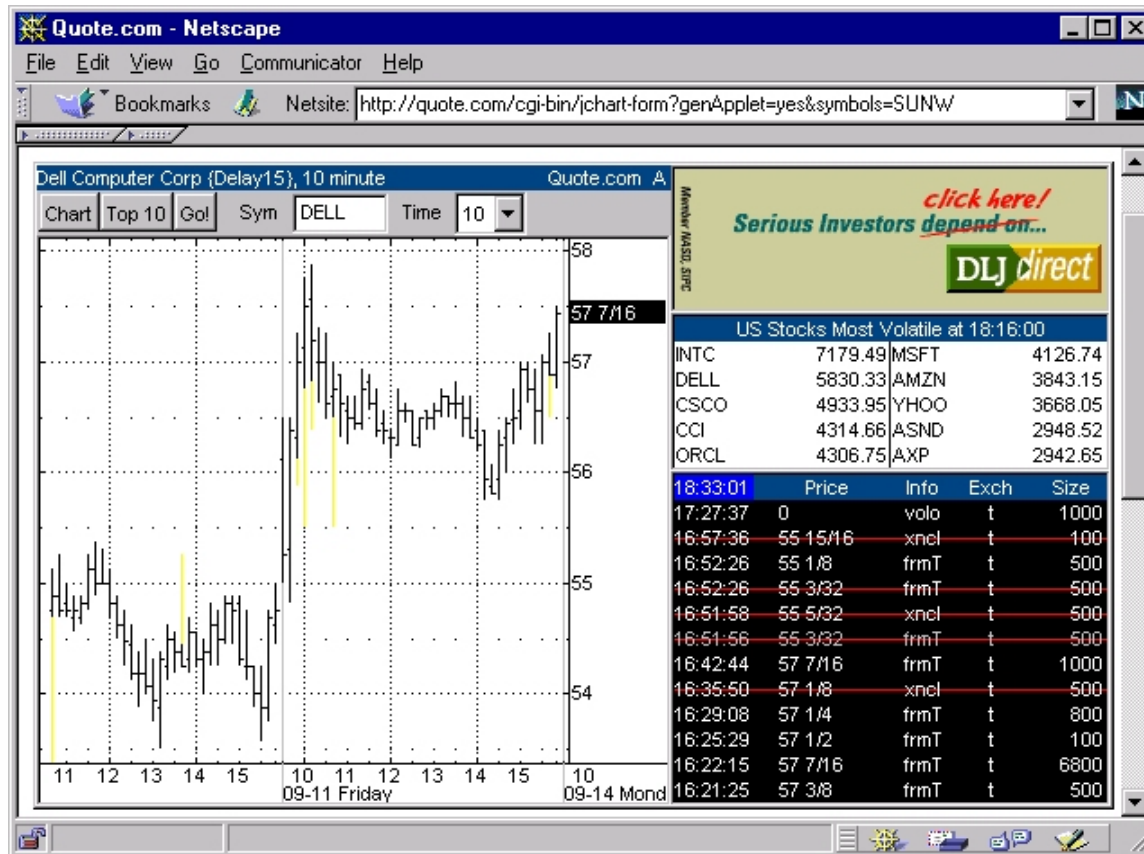 Quote.com - Netscape
File Edit View Go Communicator Help
Bookmarks Netsite: http://quote.com/cgi-bin/jchart-form?genApplet=yes&symbols=SUNW
N
Dell Computer Corp {Delay15}, 10 minute Quote.com A
Chart Top 10 Go! Sym DELL Time 10
58
57 7/16
57
56
55
54
11 12 13 14 15 10 11 12 13 14 15 10
09-11 Friday 09-14 Mond
Member NASD, SIPC
click here!
Serious Investors depend on...
DLJ direct
US Stocks Most Volatile at 18:16:00
INTC 7179.49 MSFT 4126.74
DELL 5830.33 AMZN 3843.15
CSCO 4933.95 YHOO 3668.05
CCI 4314.66 ASND 2948.52
ORCL 4306.75 AXP 2942.65
18:33:01 Price Info Exch Size
17:27:37 0 volo t 1000
16:57:36 55 15/16 xncl t 100
16:52:26 55 1/8 frmT t 500
16:52:26 55 3/32 frmT t 500
16:51:58 55 5/32 xncl t 500
16:51:56 55 3/32 frmT t 500
16:42:44 57 7/16 frmT t 1000
16:35:50 57 1/8 xncl t 500
16:29:08 57 1/4 frmT t 800
16:25:29 57 1/2 frmT t 100
16:22:15 57 7/16 frmT t 6800
16:21:25 57 3/8 frmT t 500